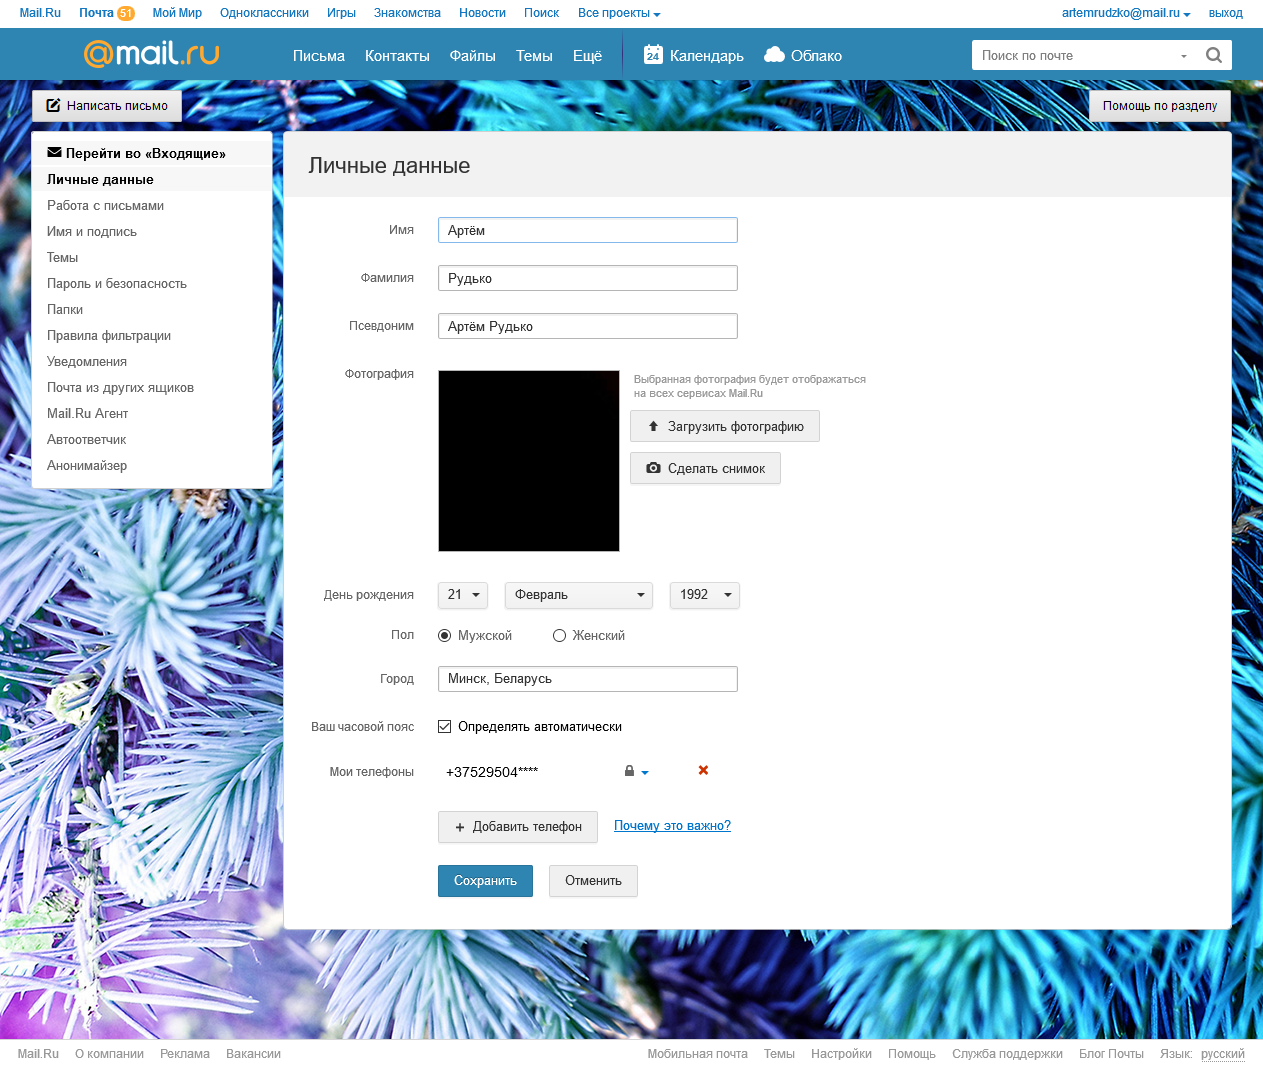 Mail.Ru Почта 51 Мой Мир Одноклассники Игры Знакомства Новости Поиск Все проекты artemrudzko@mail.ru выход
@mail.ru Письма Контакты Файлы Темы Ещё 24 Календарь Облако Поиск по почте
Написать письмо Помощь по разделу
Перейти во «Входящие»
Личные данные
Работа с письмами
Имя и подпись
Темы
Пароль и безопасность
Папки
Правила фильтрации
Уведомления
Почта из других ящиков
Mail.Ru Агент
Автоответчик
Анонимайзер
Личные данные
Имя Артём
Фамилия Рудько
Псевдоним Артём Рудько
Фотография
Выбранная фотография будет отображаться
на всех сервисах Mail.Ru
Загрузить фотографию
Сделать снимок
День рождения 21 Февраль 1992
Пол Мужской Женский
Город Минск, Беларусь
Ваш часовой пояс Определять автоматически
Мои телефоны +37529504****
+ Добавить телефон Почему это важно?
Сохранить Отменить
Mail.Ru О компании Реклама Вакансии Мобильная почта Темы Настройки Помощь Служба поддержки Блог Почты Язык: русский